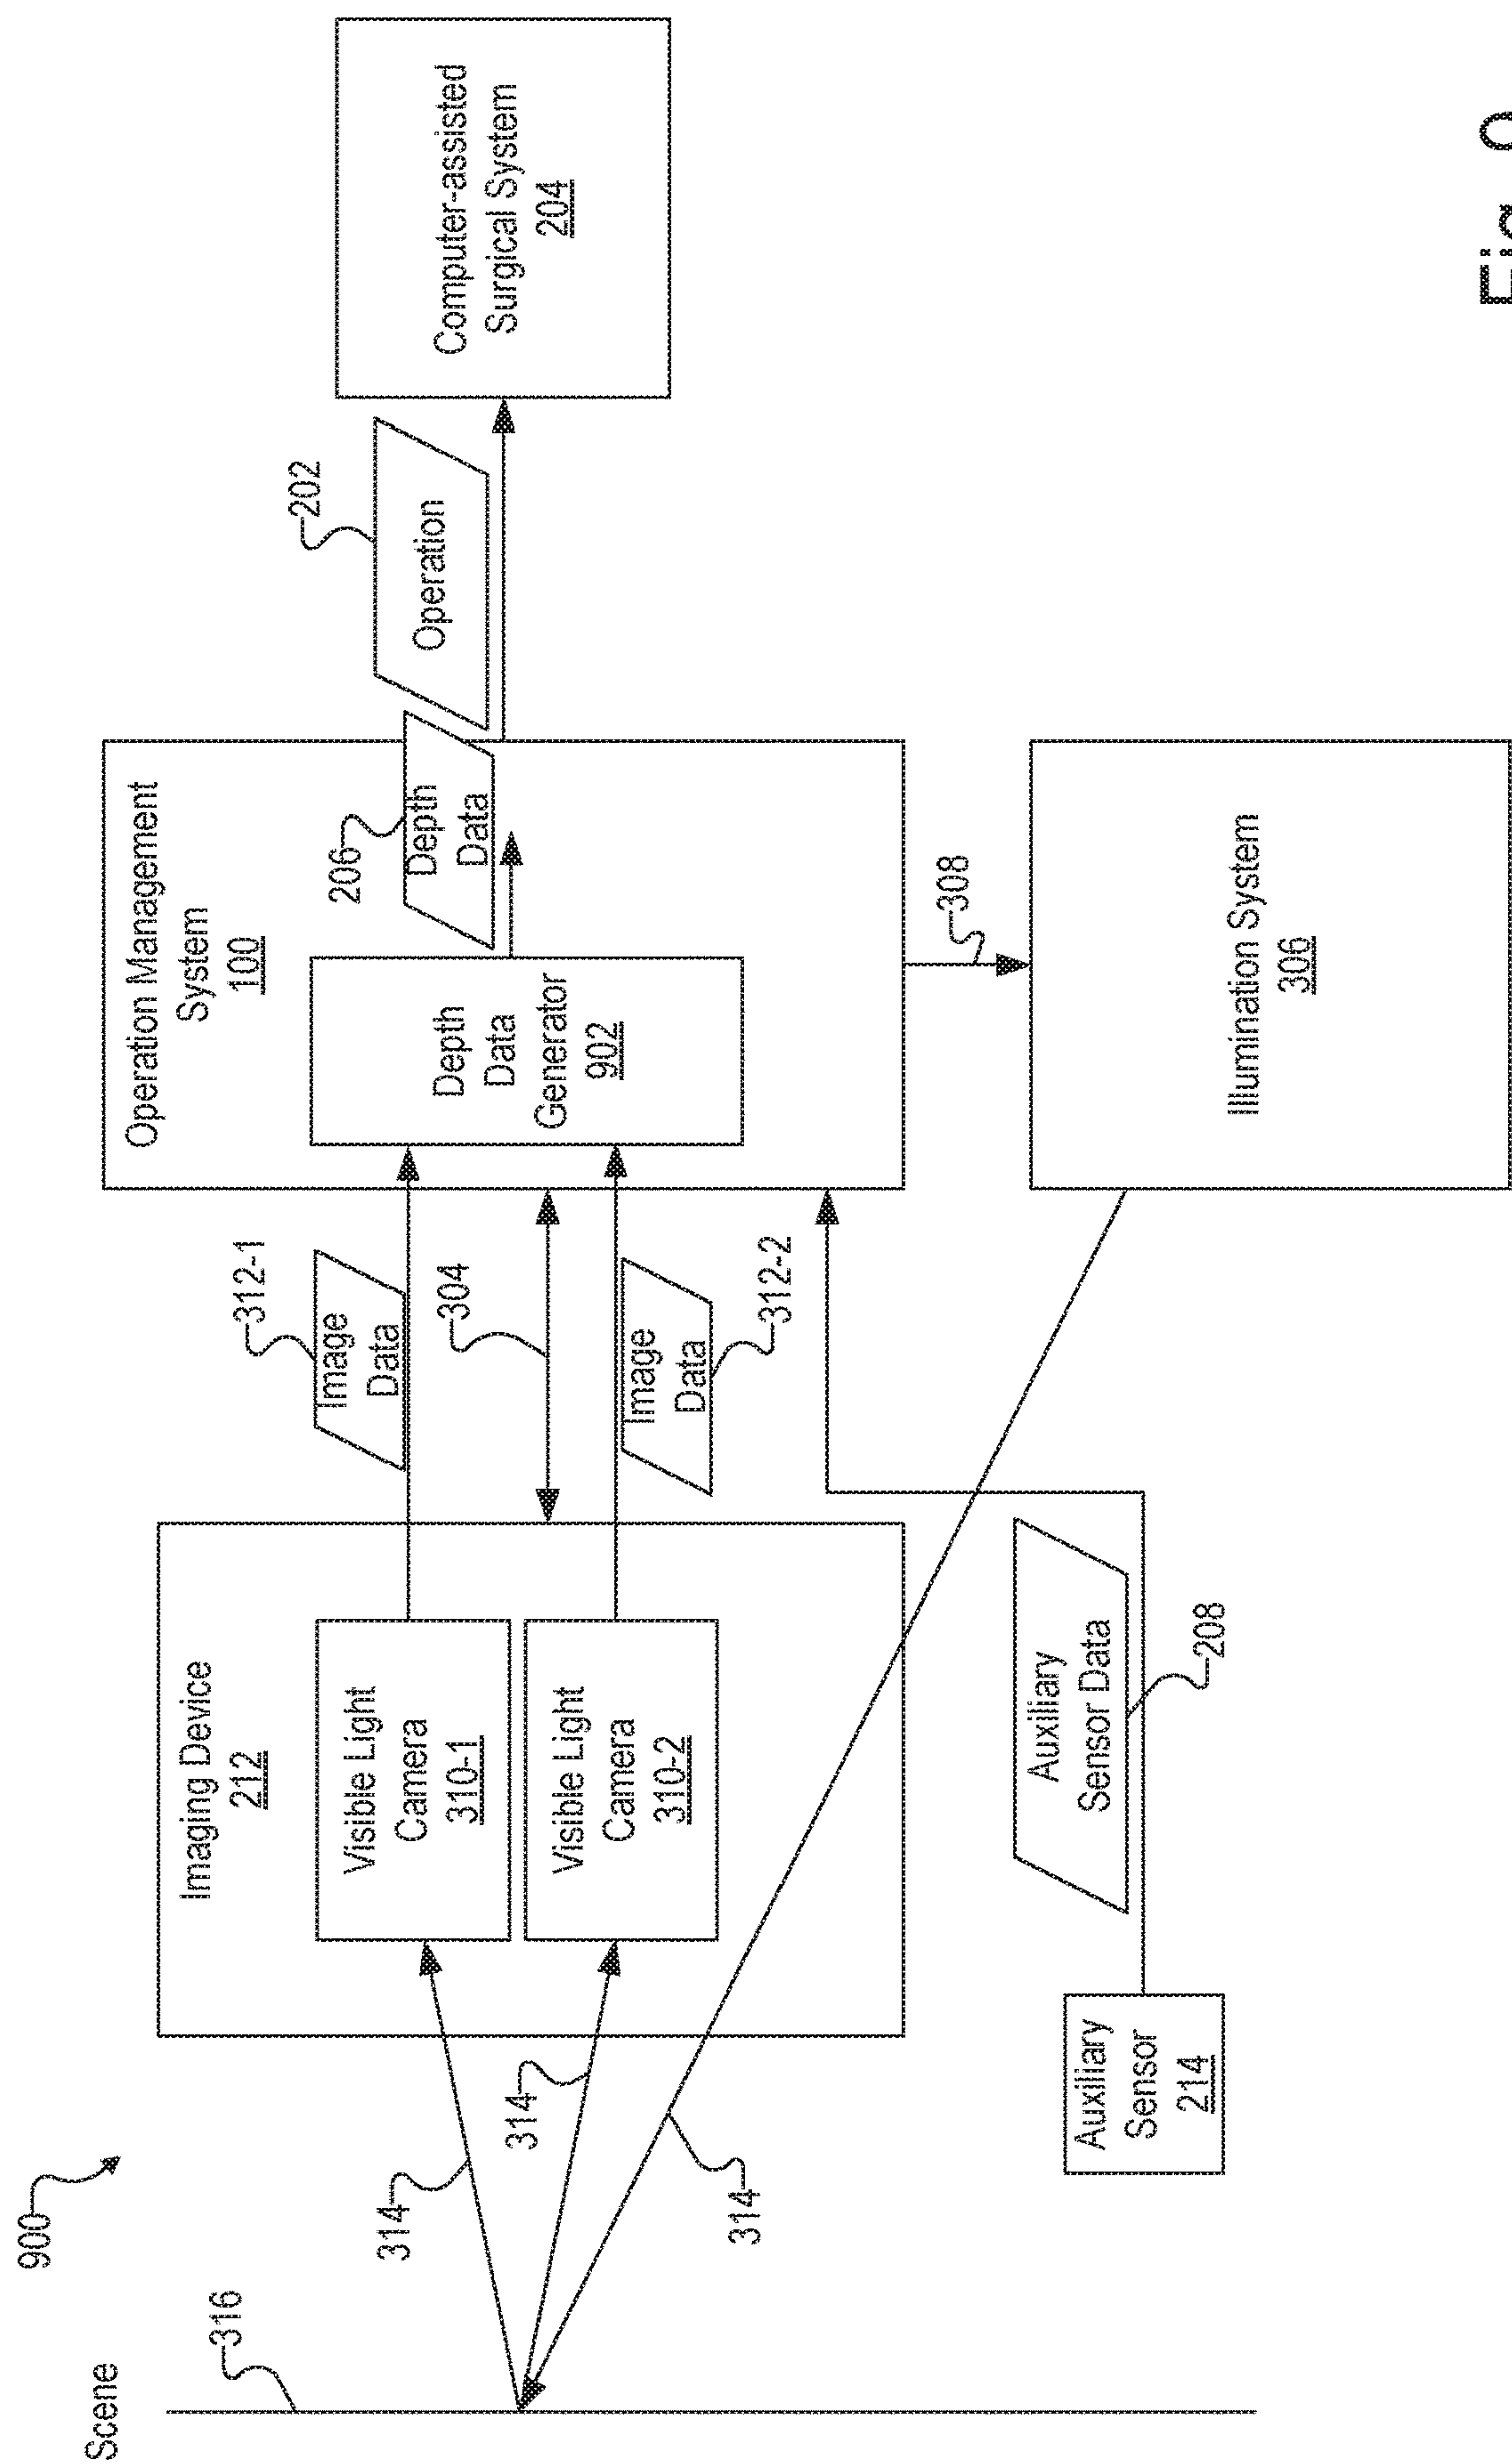 900
Scene
316
Imaging Device
212
Visible Light
Camera
310-1
Visible Light
Camera
310-2
314
314
314
312-1
Image
Data
304
Image
Data
312-2
Operation Management
System
100
Depth
Data
Generator
902
206
Depth
Data
202
Operation
Computer-assisted
Surgical System
204
308
Illumination System
306
Auxiliary
Sensor Data
208
Auxiliary
Sensor
214
Fig.